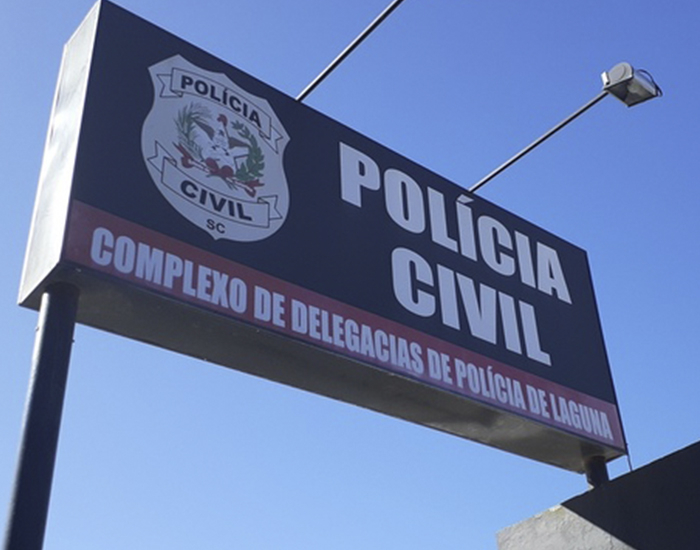 POLÍCIA
CIVIL
SC
POLÍCIA
CIVIL
COMPLEXO DE DELEGACIAS DE POLÍCIA DE LAGUNA